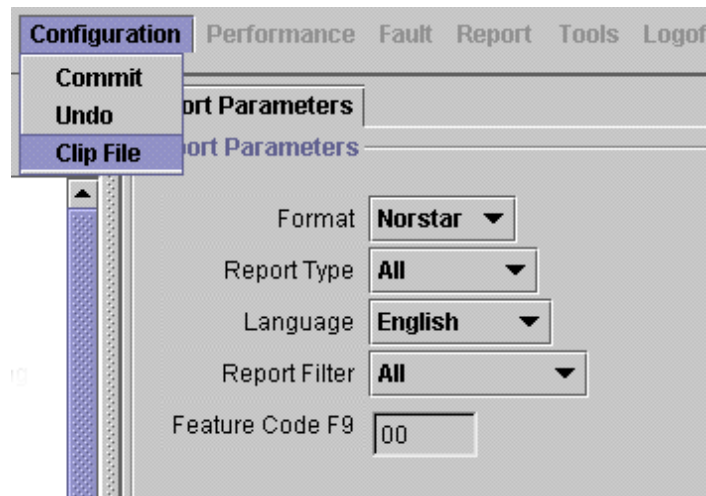 Configuration Performance Fault Report Tools Logof
Commit
Undo
Clip File
ort Parameters
ort Parameters
Format Norstar
Report Type All
Language English
Report Filter All
Feature Code F9 00